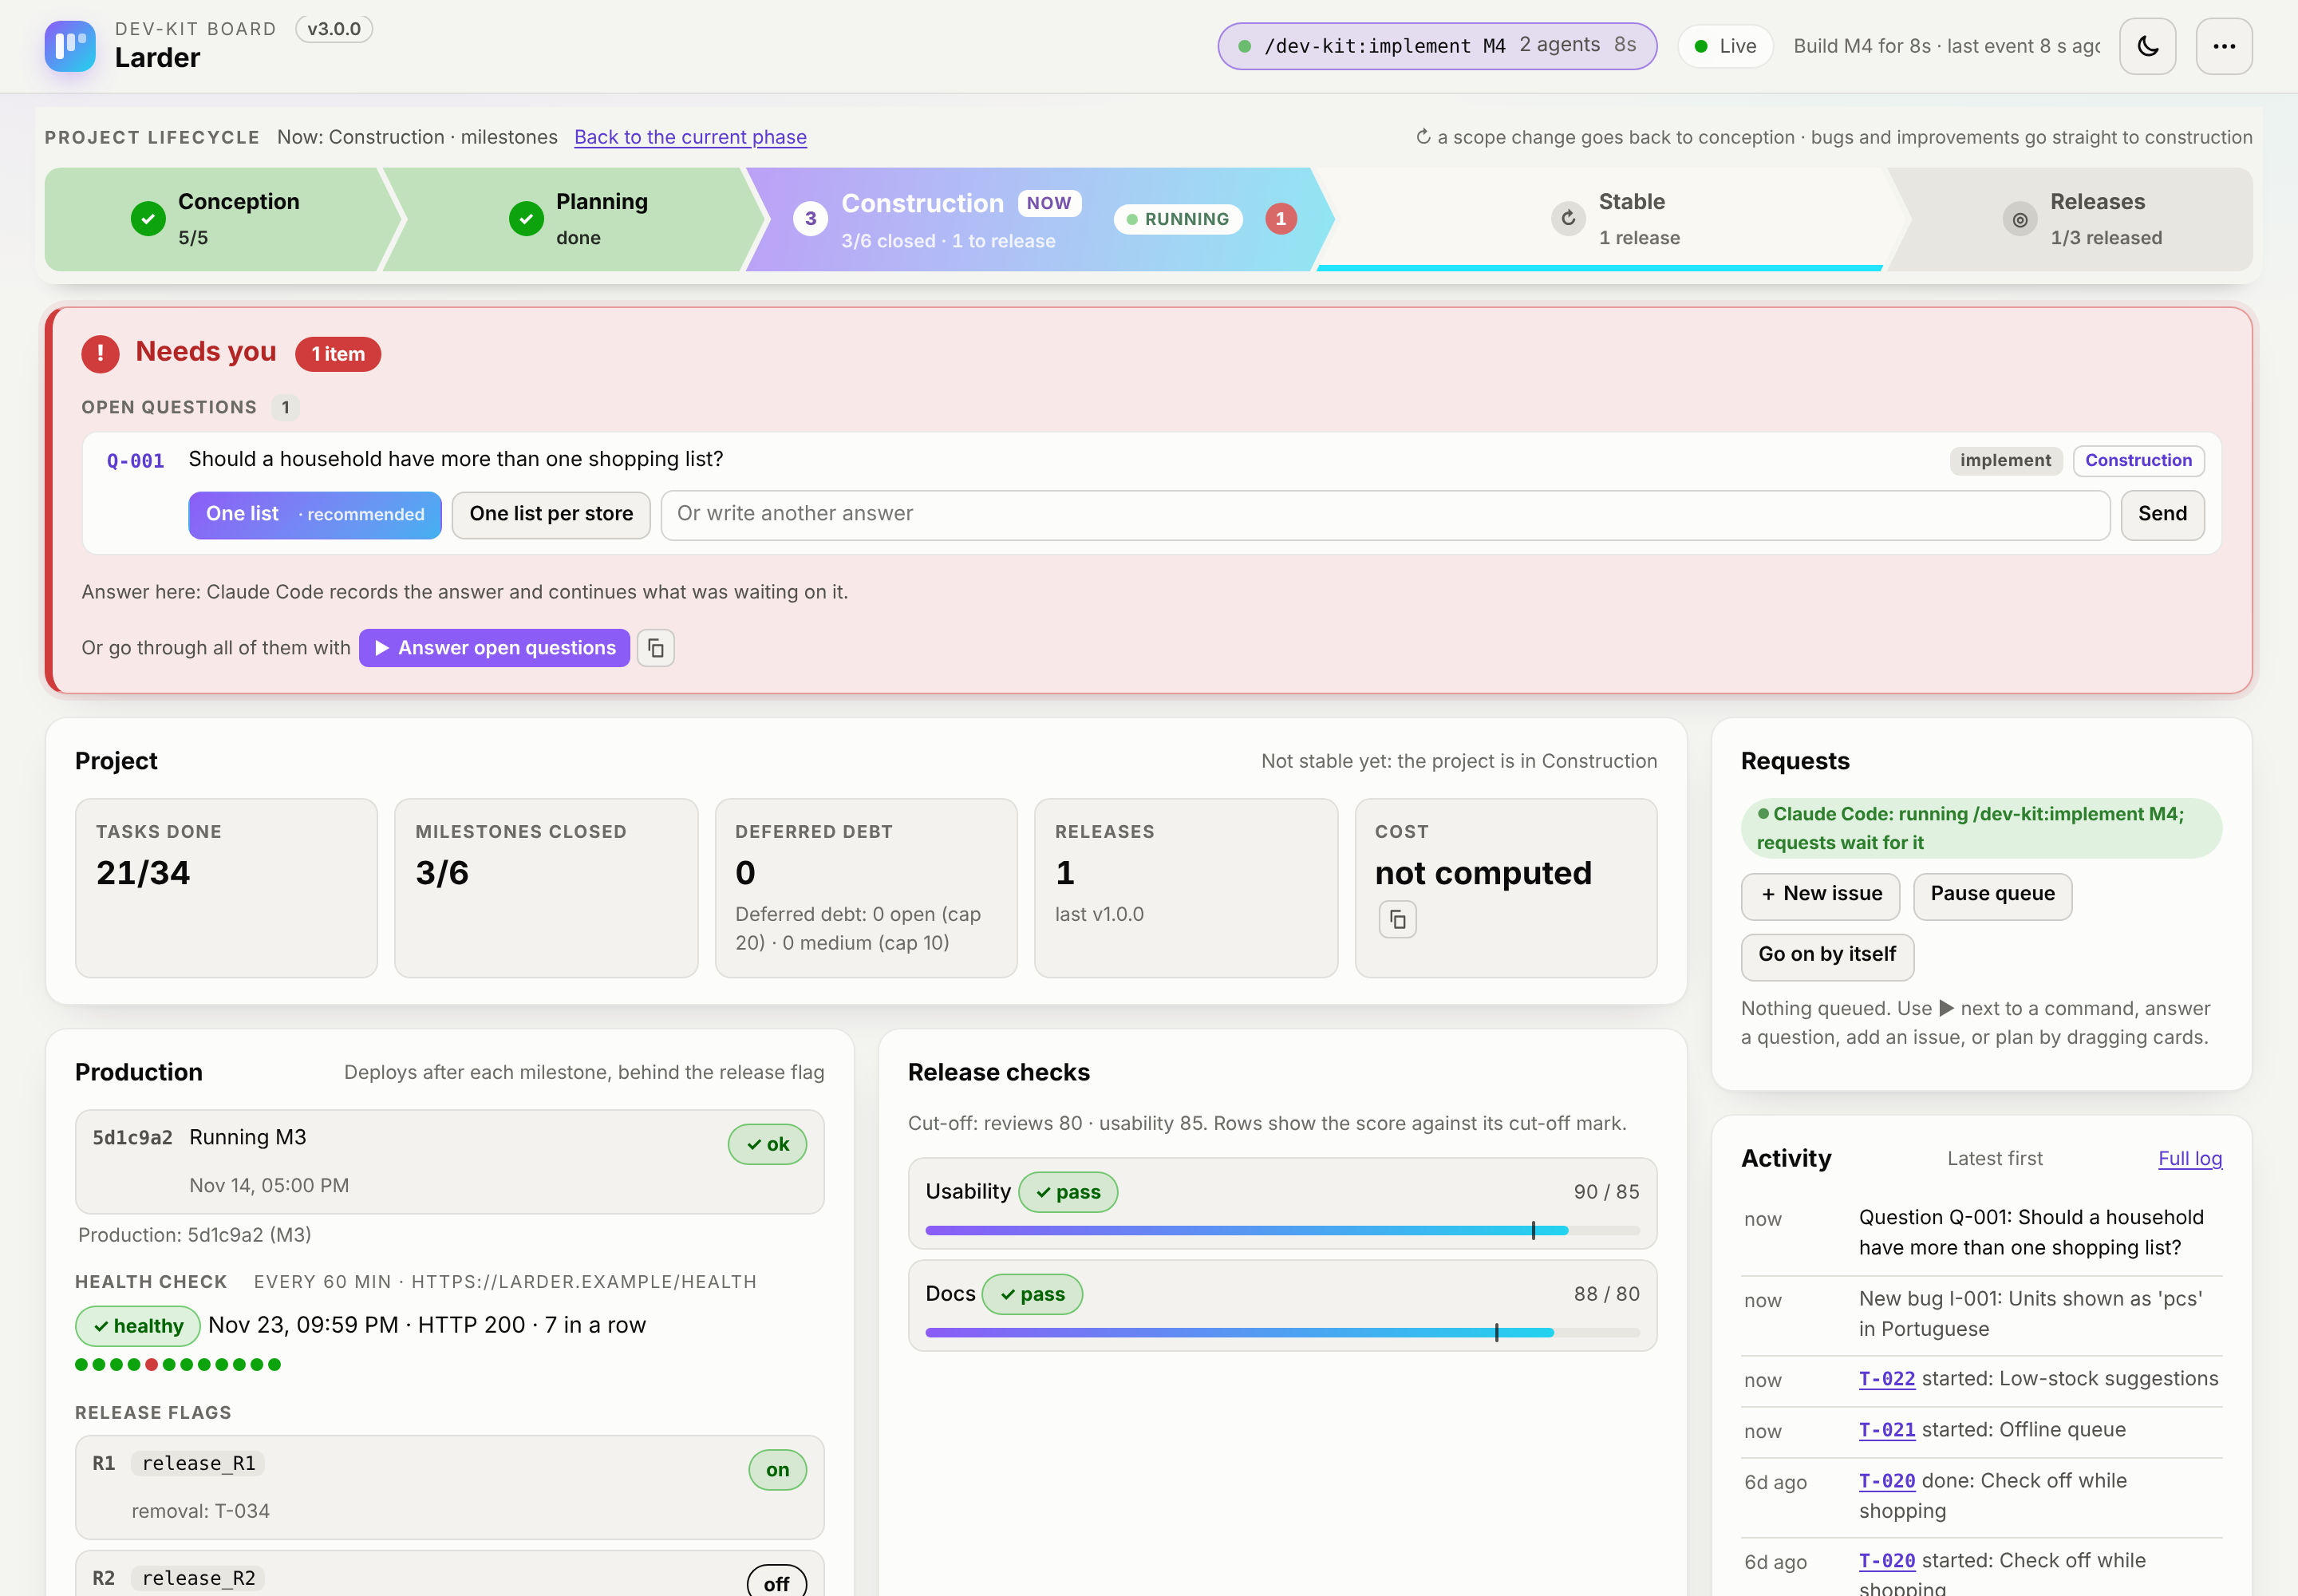 DEV-KIT BOARD v3.0.0
Larder
/dev-kit:implement M4 2 agents 8s
Live
Build M4 for 8s · last event 8 s ago
PROJECT LIFECYCLE Now: Construction · milestones Back to the current phase
↻ a scope change goes back to conception · bugs and improvements go straight to construction
Conception
5/5
Planning
done
3 Construction NOW
3/6 closed · 1 to release
RUNNING 1
Stable
1 release
Releases
1/3 released
! Needs you 1 item
OPEN QUESTIONS 1
Q-001 Should a household have more than one shopping list? implement Construction
One list · recommended One list per store Or write another answer Send
Answer here: Claude Code records the answer and continues what was waiting on it.
Or go through all of them with ▶ Answer open questions
Project Not stable yet: the project is in Construction
TASKS DONE
21/34
MILESTONES CLOSED
3/6
DEFERRED DEBT
0
Deferred debt: 0 open (cap
20) · 0 medium (cap 10)
RELEASES
1
last v1.0.0
COST
not computed
Requests
Claude Code: running /dev-kit:implement M4;
requests wait for it
+ New issue Pause queue
Go on by itself
Nothing queued. Use ▶ next to a command, answer
a question, add an issue, or plan by dragging cards.
Production Deploys after each milestone, behind the release flag
5d1c9a2 Running M3 ✓ ok
Nov 14, 05:00 PM
Production: 5d1c9a2 (M3)
HEALTH CHECK EVERY 60 MIN · HTTPS://LARDER.EXAMPLE/HEALTH
✓ healthy Nov 23, 09:59 PM · HTTP 200 · 7 in a row
RELEASE FLAGS
R1 release_R1 on
removal: T-034
R2 release_R2 off
Release checks
Cut-off: reviews 80 · usability 85. Rows show the score against its cut-off mark.
Usability ✓ pass 90 / 85
Docs ✓ pass 88 / 80
Activity Latest first Full log
now Question Q-001: Should a household
have more than one shopping list?
now New bug I-001: Units shown as 'pcs'
in Portuguese
now T-022 started: Low-stock suggestions
now T-021 started: Offline queue
6d ago T-020 done: Check off while
shopping
6d ago T-020 started: Check off while
shopping